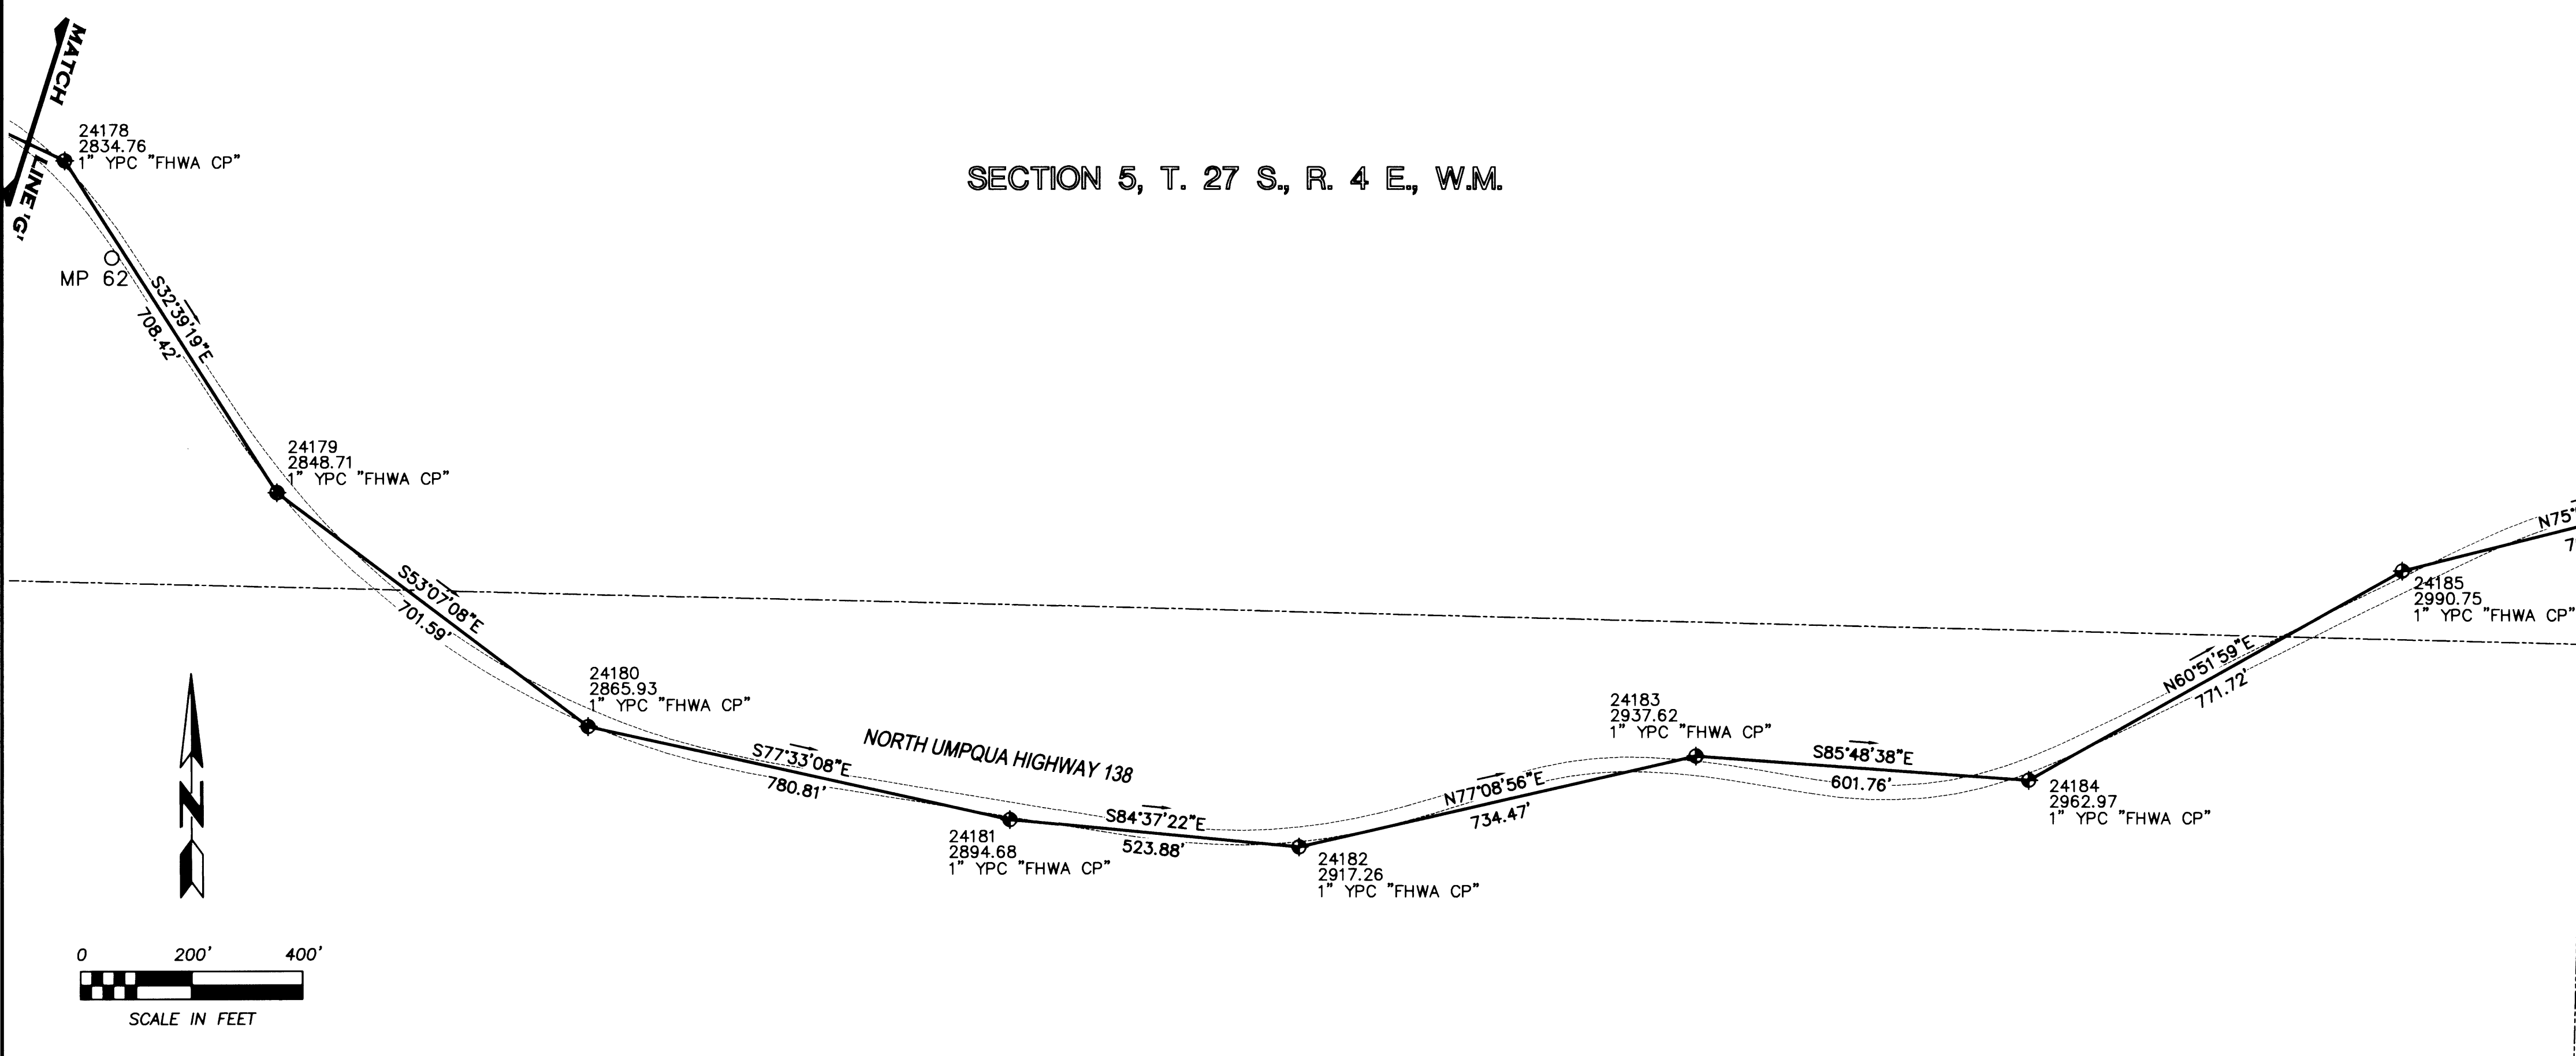 MATCH
LINE 'G'
24178
2834.76
1" YPC "FHWA CP"
SECTION 5, T. 27 S., R. 4 E., W.M.
MP 62
S32°39'19"E
708.42'
24179
2848.71
1" YPC "FHWA CP"
S53°07'08"E
701.59'
24180
2865.93
1" YPC "FHWA CP"
S77°33'08"E
780.81'
NORTH UMPQUA HIGHWAY 138
24181
2894.68
1" YPC "FHWA CP"
S84°37'22"E
523.88'
24182
2917.26
1" YPC "FHWA CP"
N77°08'56"E
734.47'
24183
2937.62
1" YPC "FHWA CP"
S85°48'38"E
601.76'
24184
2962.97
1" YPC "FHWA CP"
N60°51'59"E
771.72'
24185
2990.75
1" YPC "FHWA CP"
N75°
7
N
0 200' 400'
SCALE IN FEET